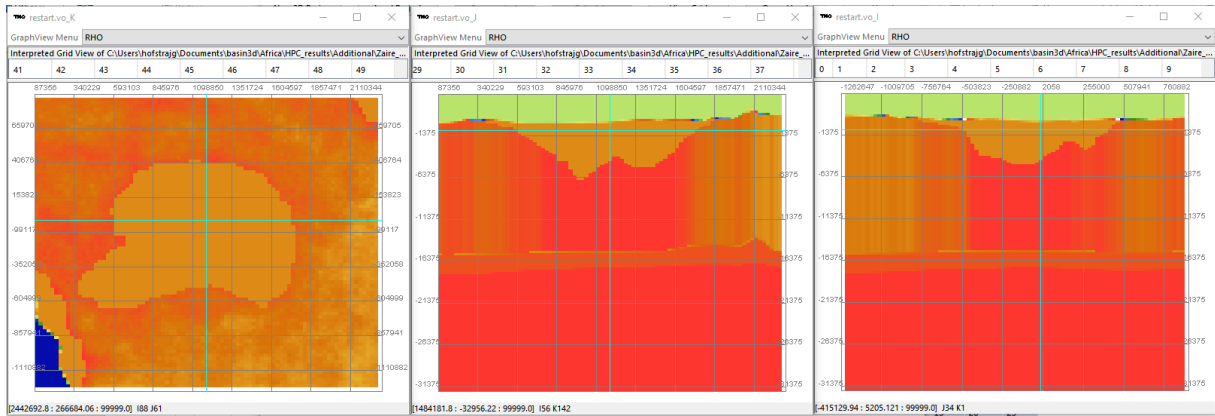 TNO restart.vo_K
GraphView Menu RHO
Interpreted Grid View of C:\Users\hofstrajg\Documents\basin3d\Africa\HPC_results\Additional\Zaire_...
41 42 43 44 45 46 47 48 49
87356 340229 593103 845976 1098850 1351724 1604597 1857471 2110344
15382
-99117
-35205
-604999
-1110882
[2442692.8 : 266684.06 : 99999.0] I88 J61
TNO restart.vo_J
GraphView Menu RHO
Interpreted Grid View of C:\Users\hofstrajg\Documents\basin3d\Africa\HPC_results\Additional\Zaire_...
29 30 31 32 33 34 35 36 37
87356 340229 593103 845976 1098850 1351724 1604597 1857471 2110344
-1375
-6375
-11375
-16375
-21375
-26375
-31375
[1484181.8 : -32956.22 : 99999.0] I56 K142
TNO restart.vo_I
GraphView Menu RHO
Interpreted Grid View of C:\Users\hofstrajg\Documents\basin3d\Africa\HPC_results\Additional\Zaire_...
0 1 2 3 4 5 6 7 8 9
-1262647 -1009705 -756764 -503823 -250882 2058 255000 507941 760882
-1375
-6375
-11375
-16375
-21375
-26375
-31375
[-415129.94 : 5205.121 : 99999.0] J34 K1